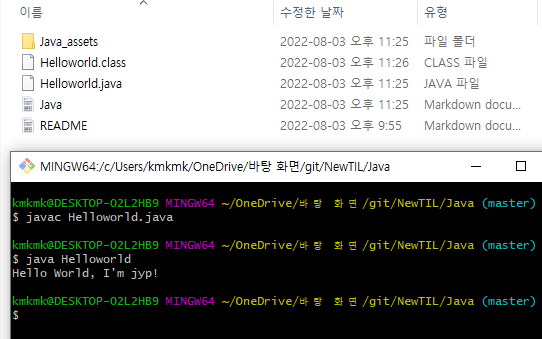 이름 수정한 날짜 유형
Java_assets 2022-08-03 오후 11:25 파일 폴더
Helloworld.class 2022-08-03 오후 11:26 CLASS 파일
Helloworld.java 2022-08-03 오후 11:25 JAVA 파일
Java 2022-08-03 오후 11:25 Markdown docu...
README 2022-08-03 오후 9:55 Markdown docu...
MINGW64:/c/Users/kmkmk/OneDrive/바탕 화면/git/NewTIL/Java
kmkmk@DESKTOP-02L2HB9 MINGW64 ~/OneDrive/바탕 화면/git/NewTIL/Java (master)
$ javac Helloworld.java
kmkmk@DESKTOP-02L2HB9 MINGW64 ~/OneDrive/바탕 화면/git/NewTIL/Java (master)
$ java Helloworld
Hello World, I'm jyp!
kmkmk@DESKTOP-02L2HB9 MINGW64 ~/OneDrive/바탕 화면/git/NewTIL/Java (master)
$